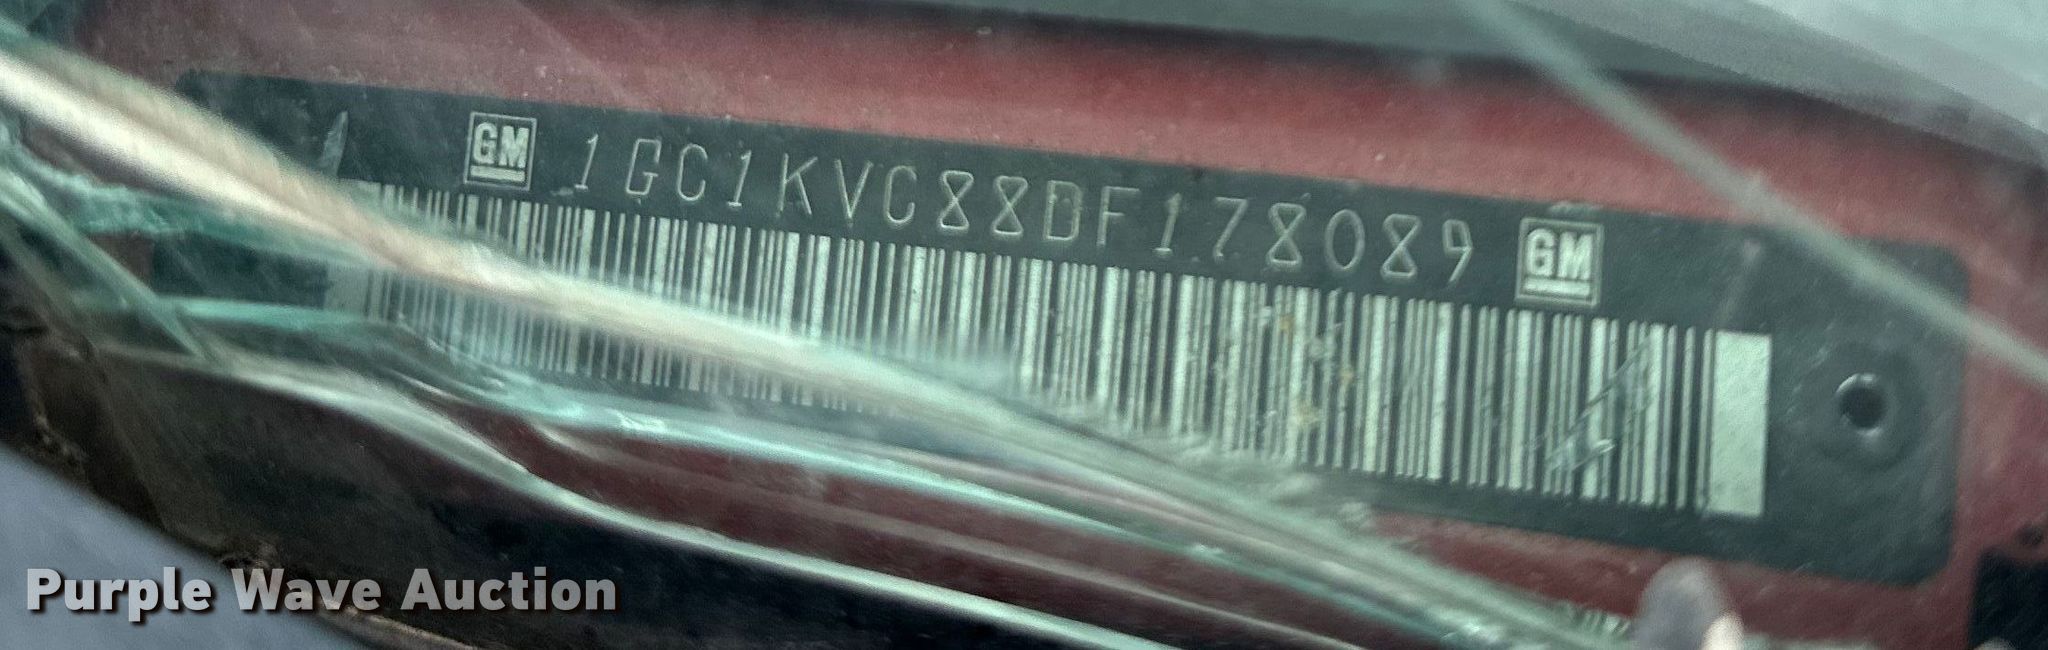 GM 1GC1KVC88DF178089 GM
Purple Wave Auction